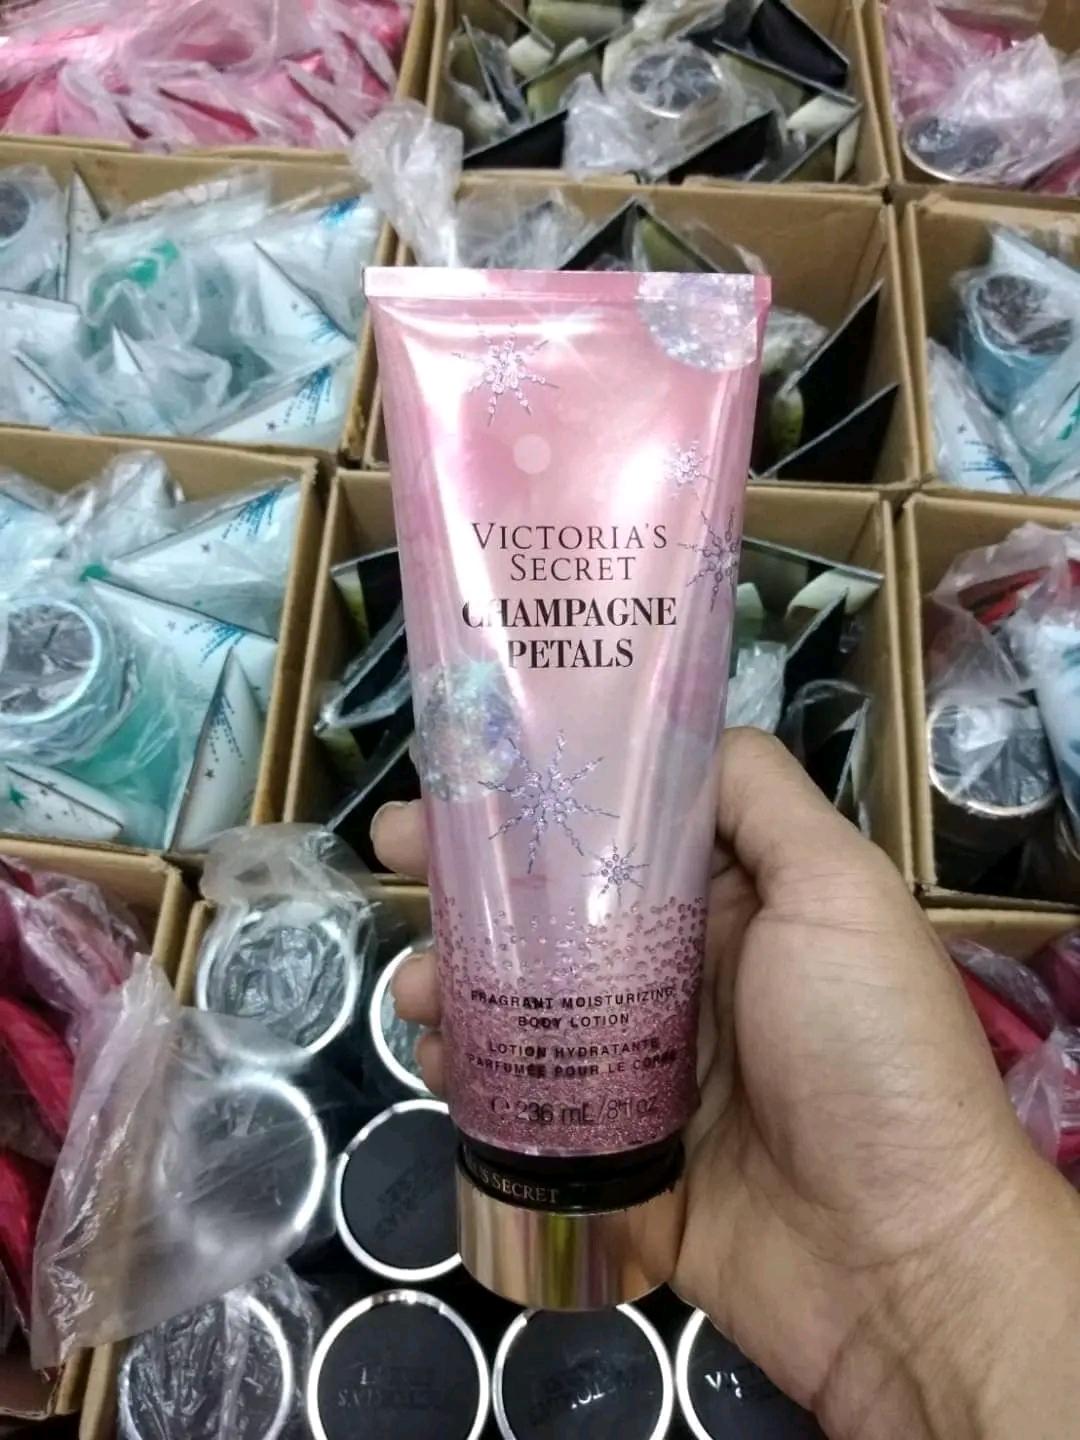 VICTORIA'S
SECRET
CHAMPAGNE
PETALS
FRAGRANT MOISTURIZING
BODY LOTION
LOTION HYDRATANTE
PARFUMÉE POUR LE CORPS
℮ 236 mL/8 fl oz
'S SECRET